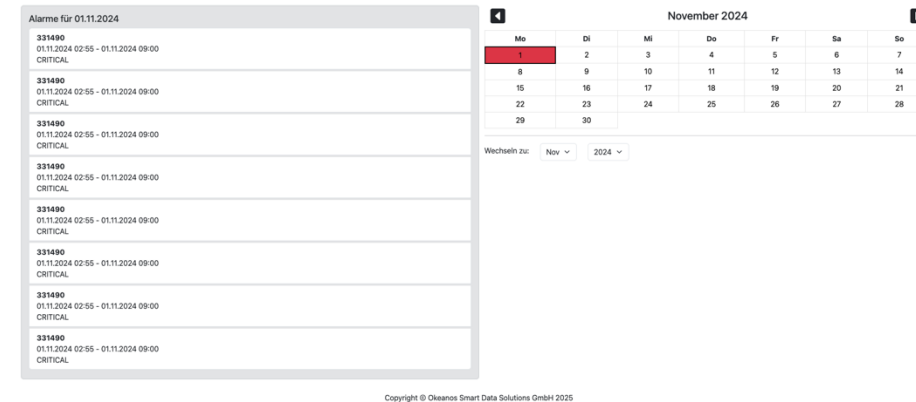 Alarme für 01.11.2024
331490
01.11.2024 02:55 - 01.11.2024 09:00
CRITICAL
331490
01.11.2024 02:55 - 01.11.2024 09:00
CRITICAL
331490
01.11.2024 02:55 - 01.11.2024 09:00
CRITICAL
331490
01.11.2024 02:55 - 01.11.2024 09:00
CRITICAL
331490
01.11.2024 02:55 - 01.11.2024 09:00
CRITICAL
331490
01.11.2024 02:55 - 01.11.2024 09:00
CRITICAL
331490
01.11.2024 02:55 - 01.11.2024 09:00
CRITICAL
331490
01.11.2024 02:55 - 01.11.2024 09:00
CRITICAL
November 2024
Mo Di Mi Do Fr Sa So
1 2 3 4 5 6 7
8 9 10 11 12 13 14
15 16 17 18 19 20 21
22 23 24 25 26 27 28
29 30
Wechseln zu: Nov 2024
Copyright © Okeanos Smart Data Solutions GmbH 2025